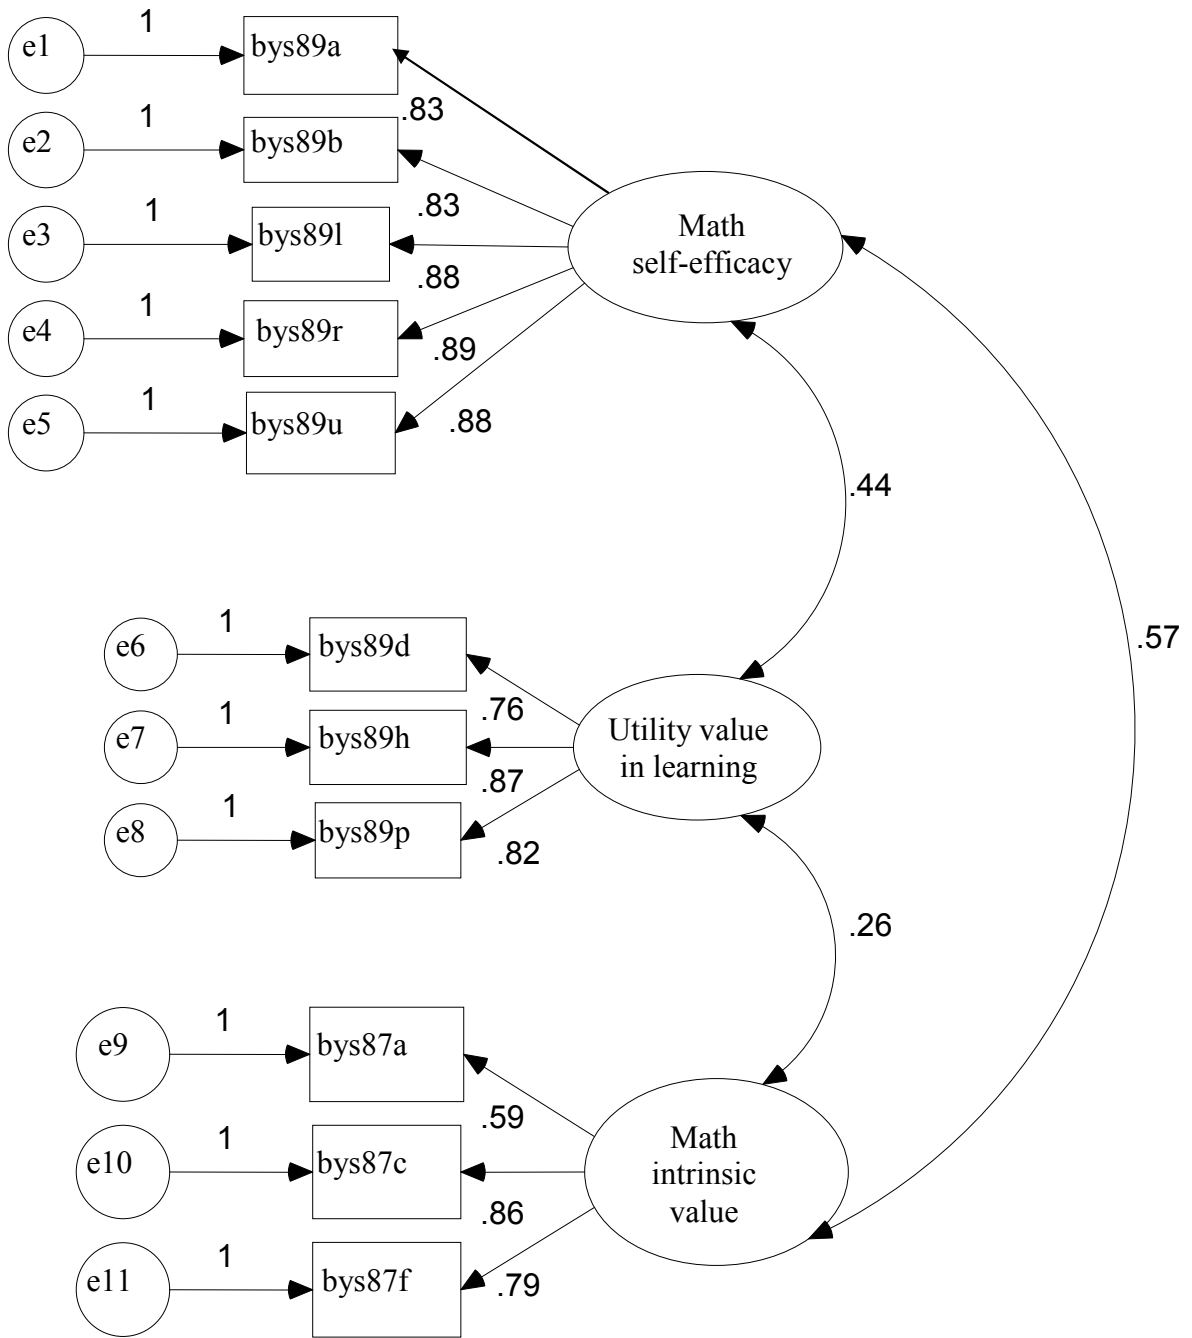 1
e1
bys89a
.83
1
e2
bys89b
.83
1
e3
bys89l
.88
1
e4
bys89r
.89
1
e5
bys89u
.88
Math
self-efficacy
.44
.57
1
e6
bys89d
.76
1
e7
bys89h
.87
1
e8
bys89p
.82
Utility value
in learning
.26
1
e9
bys87a
.59
1
e10
bys87c
.86
1
e11
bys87f
.79
Math
intrinsic
value